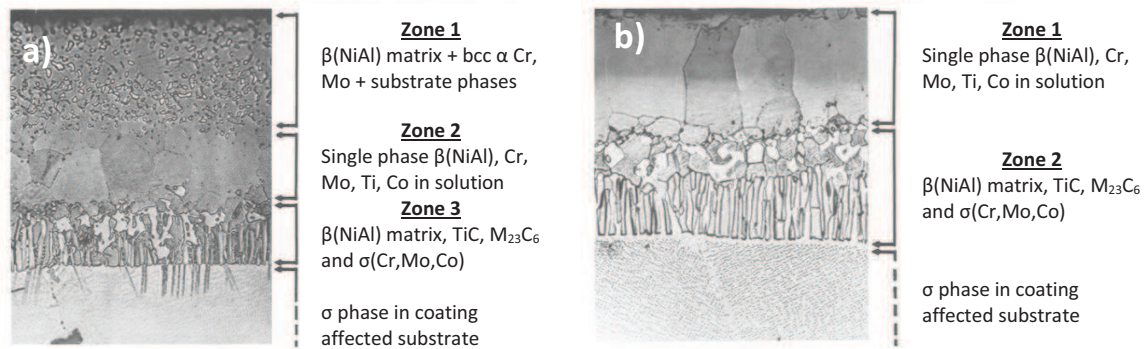 a)
Zone 1
β(NiAl) matrix + bcc α Cr,
Mo + substrate phases
Zone 2
Single phase β(NiAl), Cr,
Mo, Ti, Co in solution
Zone 3
β(NiAl) matrix, TiC, M₂₃C₆
and σ(Cr,Mo,Co)
σ phase in coating
affected substrate
b)
Zone 1
Single phase β(NiAl), Cr,
Mo, Ti, Co in solution
Zone 2
β(NiAl) matrix, TiC, M₂₃C₆
and σ(Cr,Mo,Co)
σ phase in coating
affected substrate